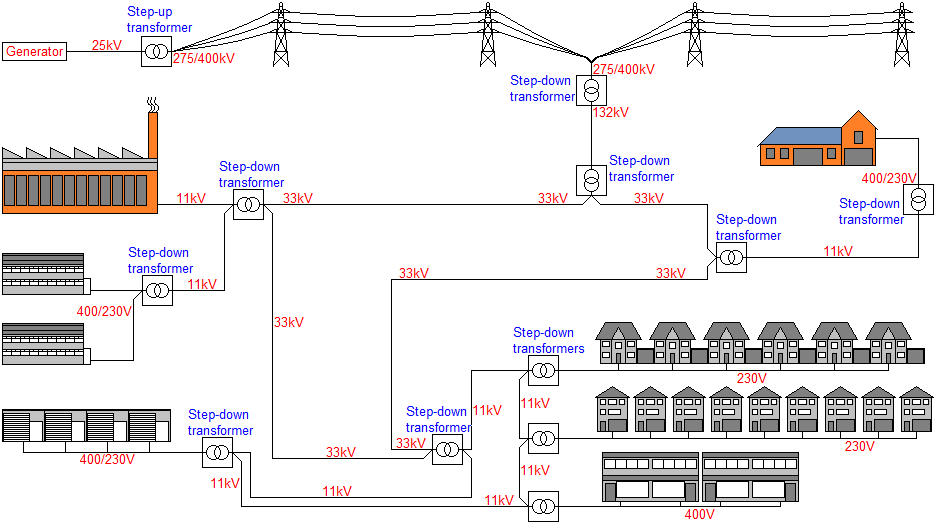 Step-up
transformer
Generator
25kV
275/400kV
275/400kV
Step-down
transformer
132kV
Step-down
transformer
Step-down
transformer
11kV
33kV
33kV
33kV
400/230V
Step-down
transformer
Step-down
transformer
11kV
Step-down
transformer
11kV
400/230V
33kV
33kV
33kV
Step-down
transformers
230V
11kV
11kV
Step-down
transformer
Step-down
transformer
33kV
33kV
230V
400/230V
11kV
11kV
11kV
11kV
400V